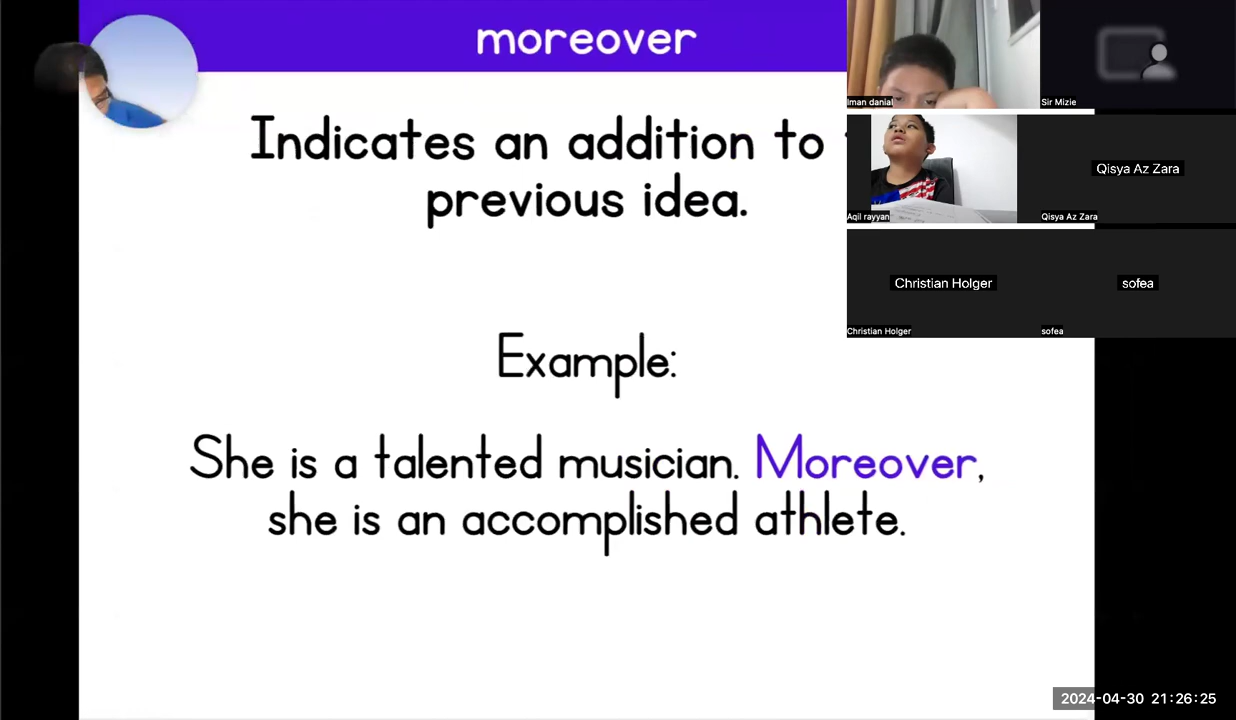 moreover
Indicates an addition to
previous idea.
Example:
She is a talented musician. Moreover,
she is an accomplished athlete.
Iman danial
Sir Mizie
Aqil rayyan
Qisya Az Zara
Qisya Az Zara
Christian Holger
Christian Holger
sofea
sofea
2024-04-30 21:26:25